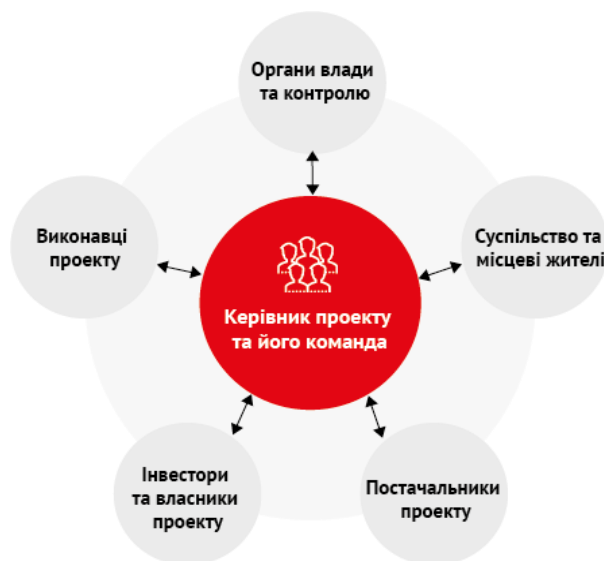 Органи влади
та контролю
Виконавці
проекту
Суспільство та
місцеві жителі
Керівник проекту
та його команда
Інвестори
та власники
проекту
Постачальники
проекту